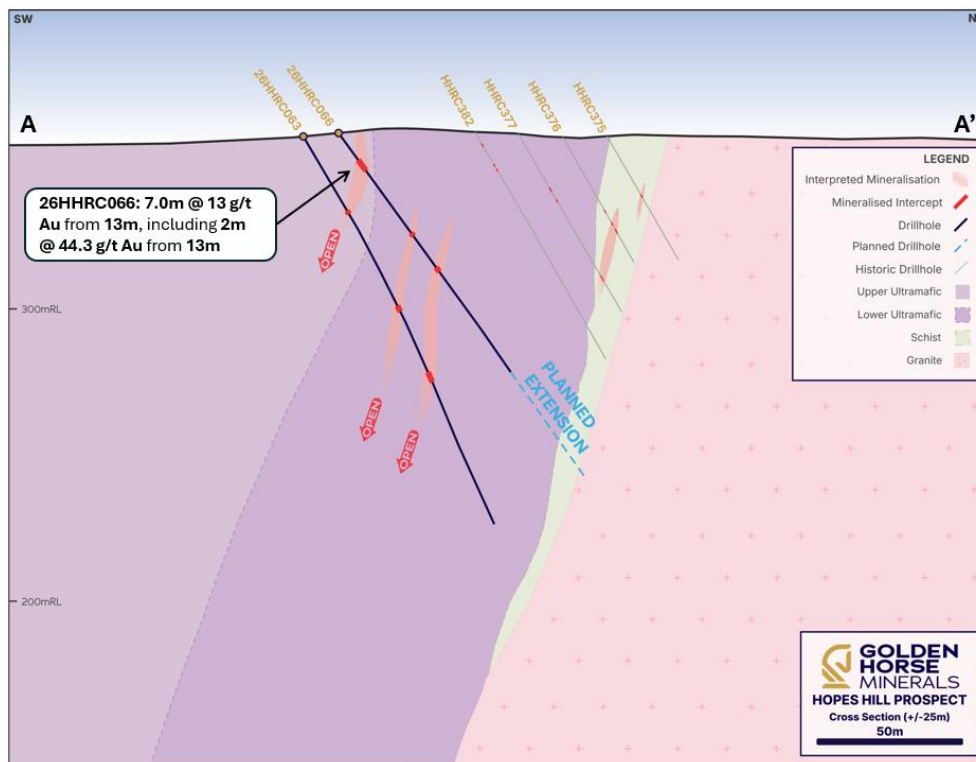 SW
N
A
A'
26HHRC063
26HHRC066
HHRC382
HHRC377
HHRC376
HHRC375
26HHRC066: 7.0m @ 13 g/t
Au from 13m, including 2m
@ 44.3 g/t Au from 13m
OPEN
OPEN
OPEN
PLANNED
EXTENSION
300mRL
200mRL
LEGEND
Interpreted Mineralisation
Mineralised Intercept
Drillhole
Planned Drillhole
Historic Drillhole
Upper Ultramafic
Lower Ultramafic
Schist
Granite
GOLDEN
HORSE
MINERALS
HOPES HILL PROSPECT
Cross Section (+/-25m)
50m